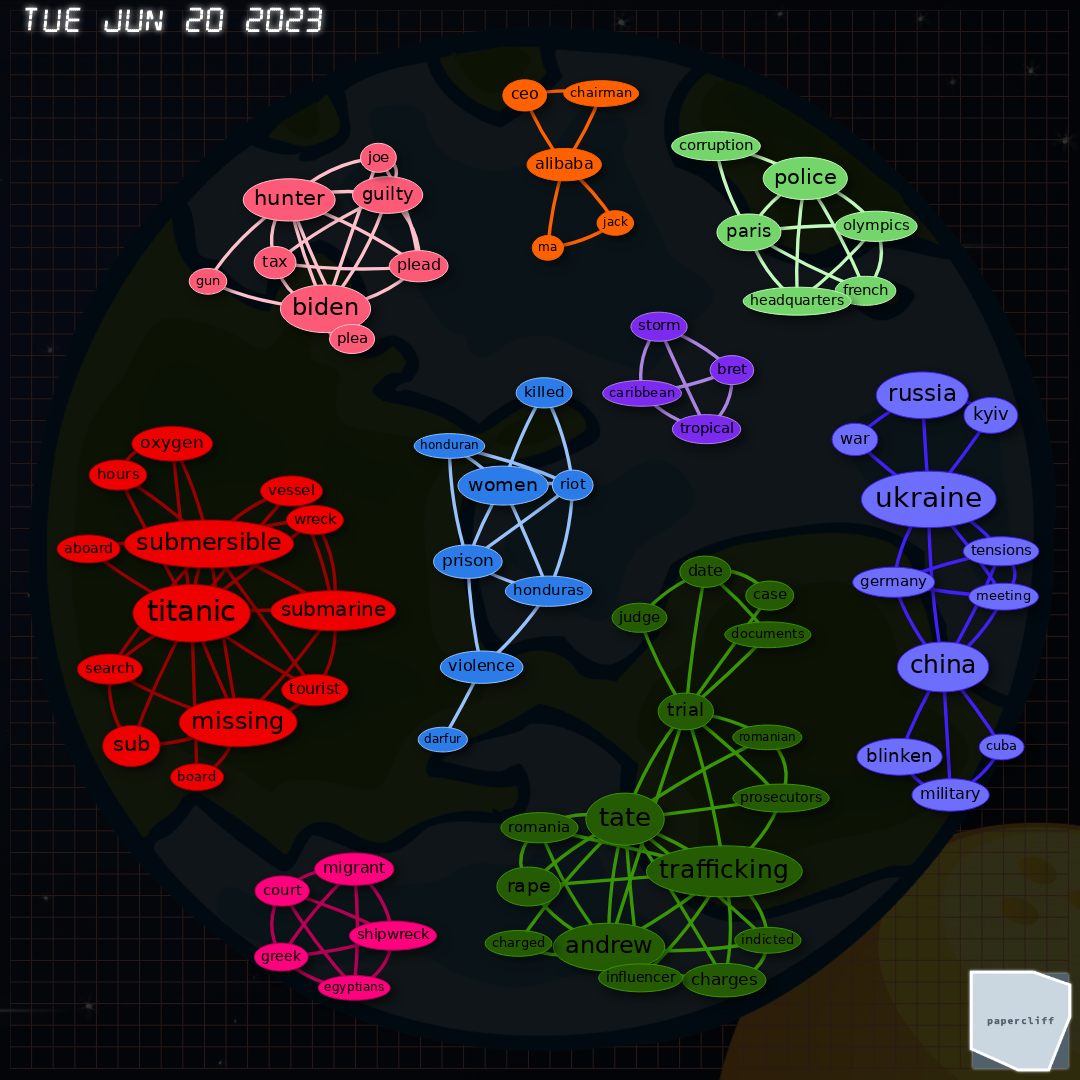 TUE JUN 20 2023
ceo
chairman
alibaba
jack
ma
joe
hunter
guilty
tax
plead
gun
biden
plea
corruption
police
paris
olympics
french
headquarters
storm
bret
caribbean
tropical
killed
honduran
women
riot
prison
honduras
violence
darfur
russia
kyiv
war
ukraine
tensions
germany
meeting
china
blinken
cuba
military
oxygen
hours
vessel
wreck
submersible
aboard
titanic
submarine
search
tourist
missing
sub
board
date
case
judge
documents
trial
romanian
prosecutors
tate
romania
trafficking
rape
charged
andrew
indicted
influencer
charges
migrant
court
shipwreck
greek
egyptians
papercliff